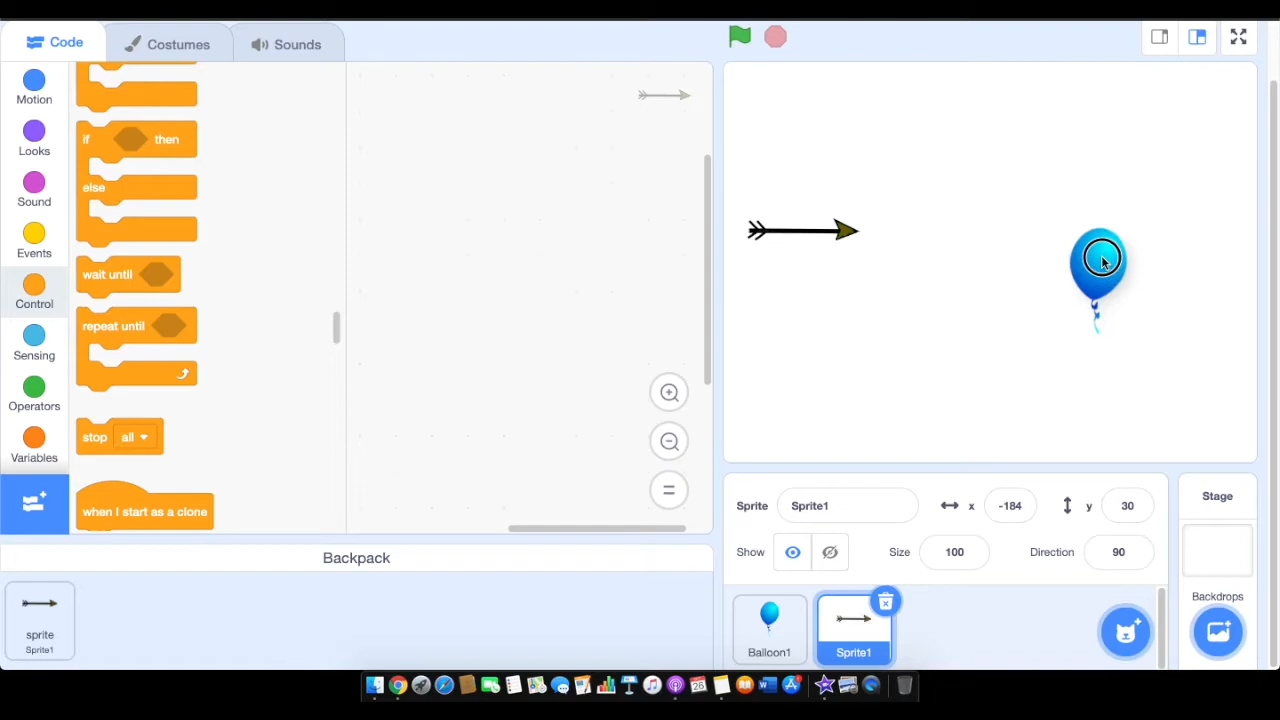 Code
Costumes
Sounds
Motion
Looks
Sound
Events
Control
Sensing
Operators
Variables
if then
else
wait until
repeat until
stop all
when I start as a clone
Backpack
sprite
Sprite1
Sprite Sprite1 x -184 y 30
Show Size 100 Direction 90
Balloon1
Sprite1
Stage
Backdrops
26